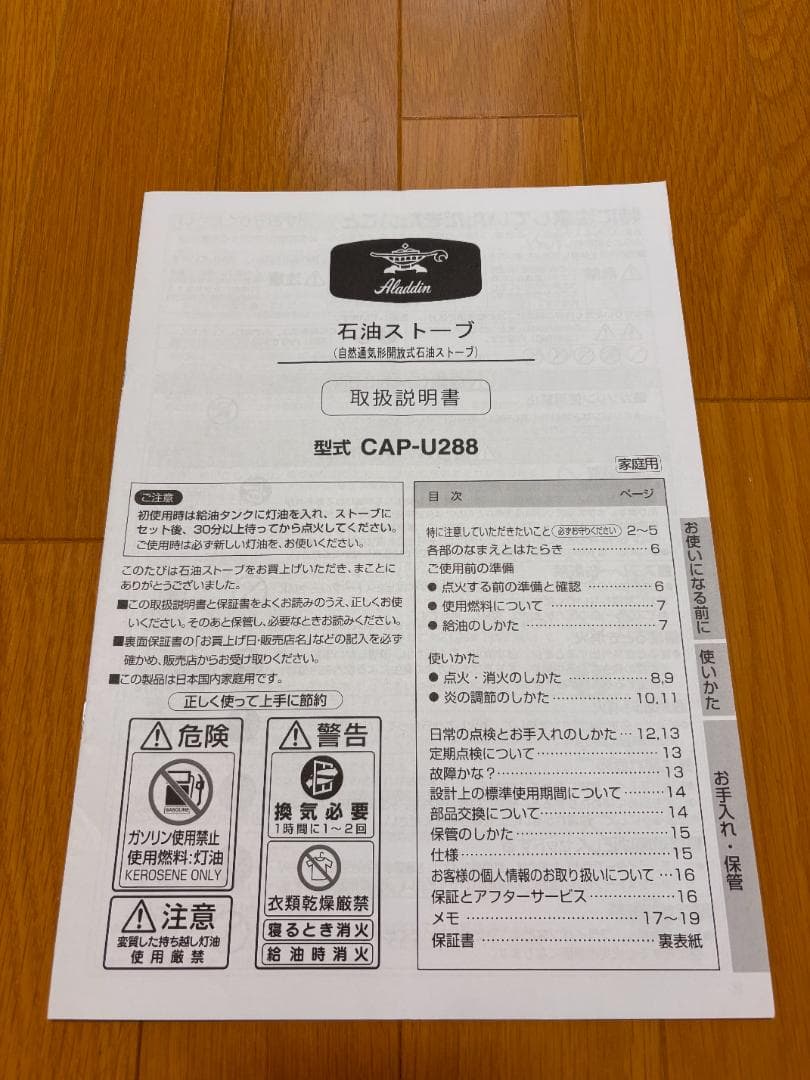 Aladdin
石油ストーブ
(自然通気形開放式石油ストーブ)
取扱説明書
型式 CAP-U288
家庭用
ご注意
初使用時は給油タンクに灯油を入れ、ストーブに
セット後、30分以上待ってから点火してください。
ご使用時は必ず新しい灯油を、お使いください。
このたびは石油ストーブをお買上げいただき、まことに
ありがとうございました。
■この取扱説明書と保証書をよくお読みのうえ、正しくお使
いください。そのあと保管し、必要なときお読みください。
■裏面保証書の「お買上げ日・販売店名」などの記入を必ず
確かめ、販売店からお受け取りください。
■この製品は日本国内家庭用です。
正しく使って上手に節約
危険
GASOLINE
ガソリン使用禁止
使用燃料:灯油
KEROSENE ONLY
注意
変質した持ち越し灯油
使用厳禁
警告
換気必要
1時間に1〜2回
衣類乾燥厳禁
寝るとき消火
給油時消火
目次 ページ
特に注意していただきたいこと 必ずお守りください 2〜5
各部のなまえとはたらき 6
ご使用前の準備
● 点火する前の準備と確認 6
● 使用燃料について 7
● 給油のしかた 7
使いかた
● 点火・消火のしかた 8,9
● 炎の調節のしかた 10,11
日常の点検とお手入れのしかた 12,13
定期点検について 13
故障かな? 13
設計上の標準使用期間について 14
部品交換について 14
保管のしかた 15
仕様 15
お客様の個人情報のお取り扱いについて 16
保証とアフターサービス 16
メモ 17〜19
保証書 裏表紙
お使いになる前に
使いかた
お手入れ・保管